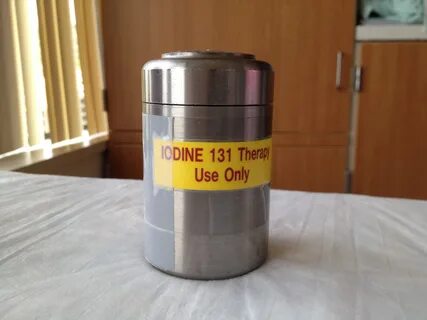 IODINE 131 Therapy
Use Only